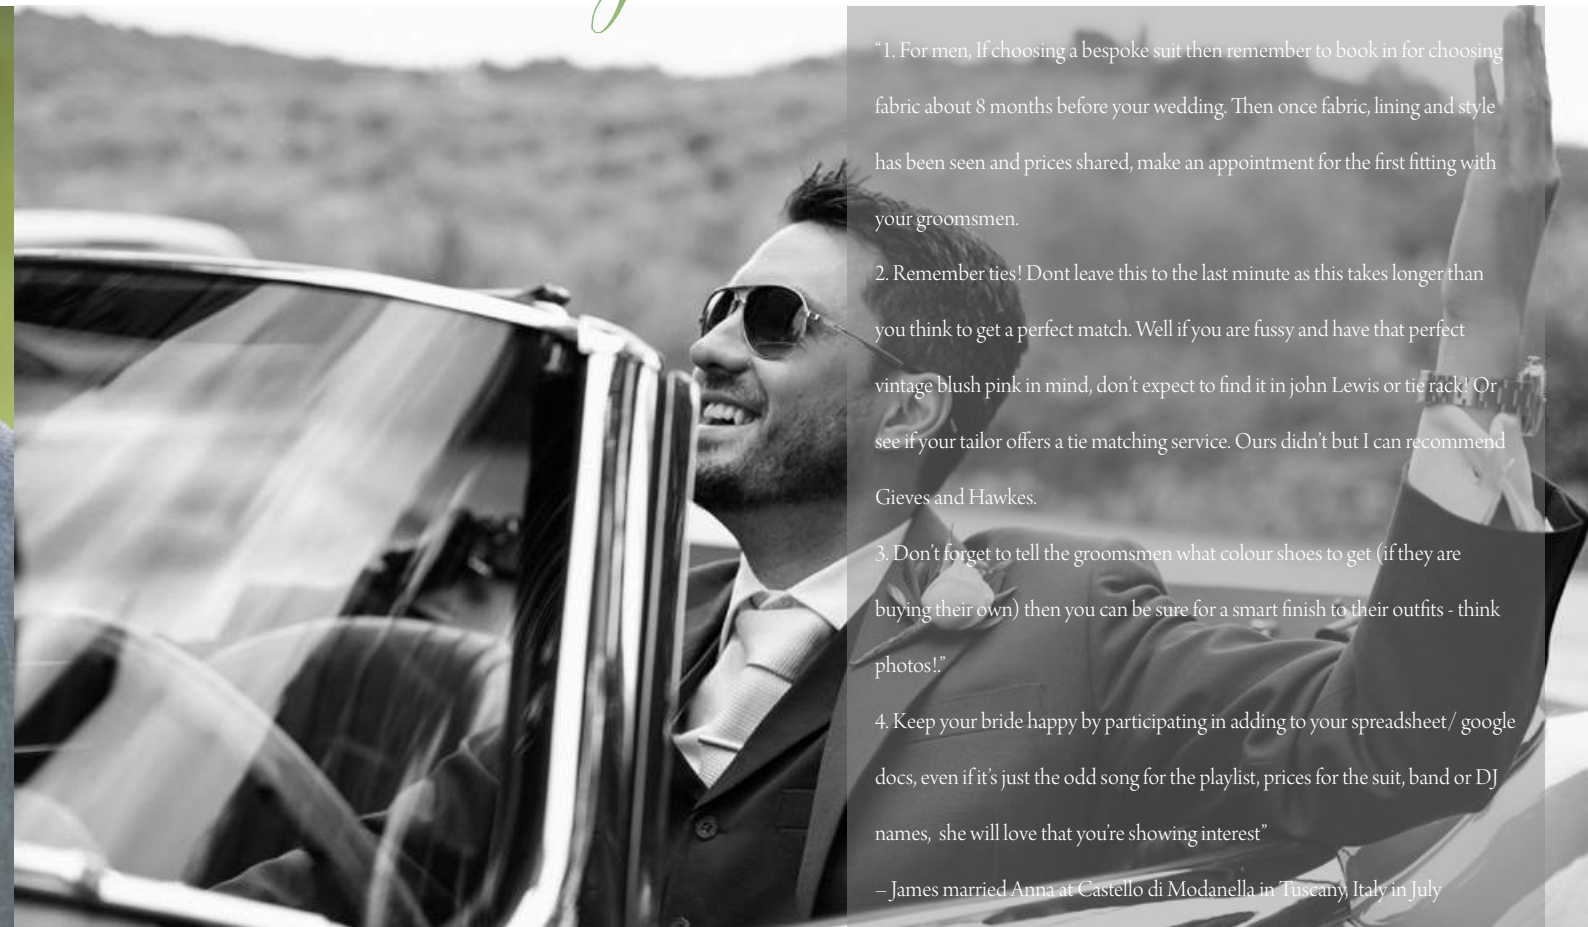 “1. For men, If choosing a bespoke suit then remember to book in for choosing
fabric about 8 months before your wedding. Then once fabric, lining and style
has been seen and prices shared, make an appointment for the first fitting with
your groomsmen.
2. Remember ties! Dont leave this to the last minute as this takes longer than
you think to get a perfect match. Well if you are fussy and have that perfect
vintage blush pink in mind, don’t expect to find it in john Lewis or tie rack! Or
see if your tailor offers a tie matching service. Ours didn’t but I can recommend
Gieves and Hawkes.
3. Don’t forget to tell the groomsmen what colour shoes to get (if they are
buying their own) then you can be sure for a smart finish to their outfits - think
photos!.”
4. Keep your bride happy by participating in adding to your spreadsheet/ google
docs, even if it’s just the odd song for the playlist, prices for the suit, band or DJ
names,  she will love that you’re showing interest”
– James married Anna at Castello di Modanella in Tuscany, Italy in July